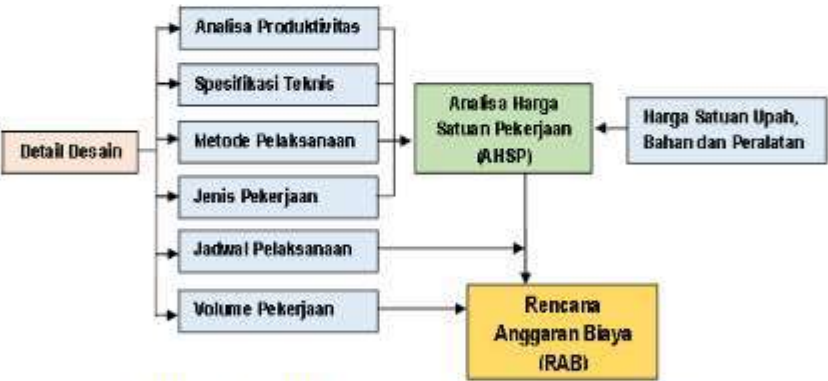 Analisa Produktivitas
Spesifikasi Teknis
Metode Pelaksanaan
Detail Desain
Jenis Pekerjaan
Jadwal Pelaksanaan
Volume Pekerjaan
Analisa Harga
Satuan Pekerjaan
(AHSP)
Harga Satuan Upah,
Bahan dan Peralatan
Rencana
Anggaran Biaya
(RAB)